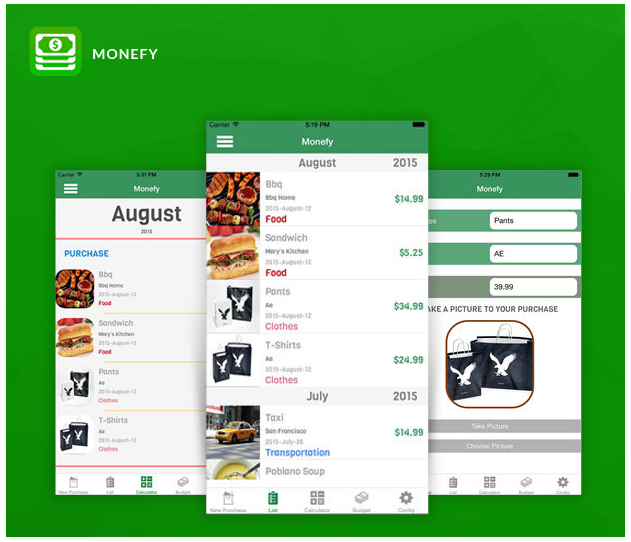 MONEFY
Carrier 5:31 PM
Monefy
August
2015
PURCHASE
Bbq
Bbq Home
2015-August-12
Food
Sandwich
Mary's Kitchen
2015-August-12
Food
Pants
Ae
2015-August-12
Clothes
T-Shirts
Ae
2015-August-12
Clothes
New Purchase List Calculator Budget
Carrier 5:19 PM
Monefy
August 2015
Bbq
Bbq Home $14.99
2015-August-12
Food
Sandwich
Mary's Kitchen $5.25
2015-August-12
Food
Pants
Ae $34.99
2015-August-12
Clothes
T-Shirts
Ae $24.99
2015-August-12
Clothes
July 2015
Taxi
San Francisco $14.99
2015-July-28
Transportation
Poblano Soup
New Purchase List Calculator Budget Config
5:29 PM
Monefy
Pants
AE
39.99
AKE A PICTURE TO YOUR PURCHASE
Take Picture
Choose Picture
List Calculator Budget Config